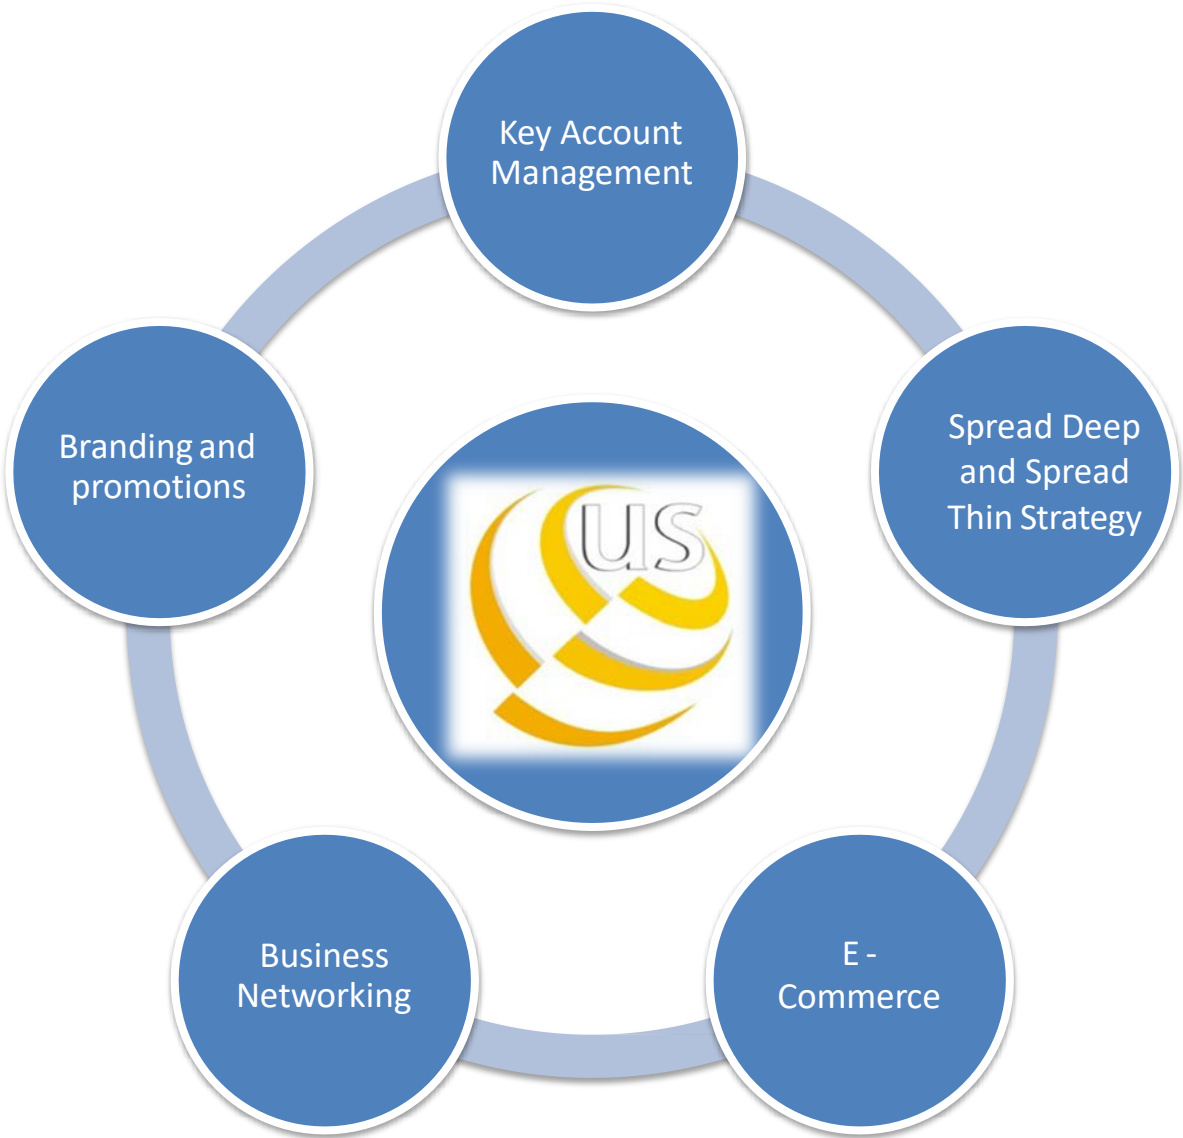 Key Account
Management
Branding and
promotions
Spread Deep
and Spread
Thin Strategy
US
Business
Networking
E -
Commerce